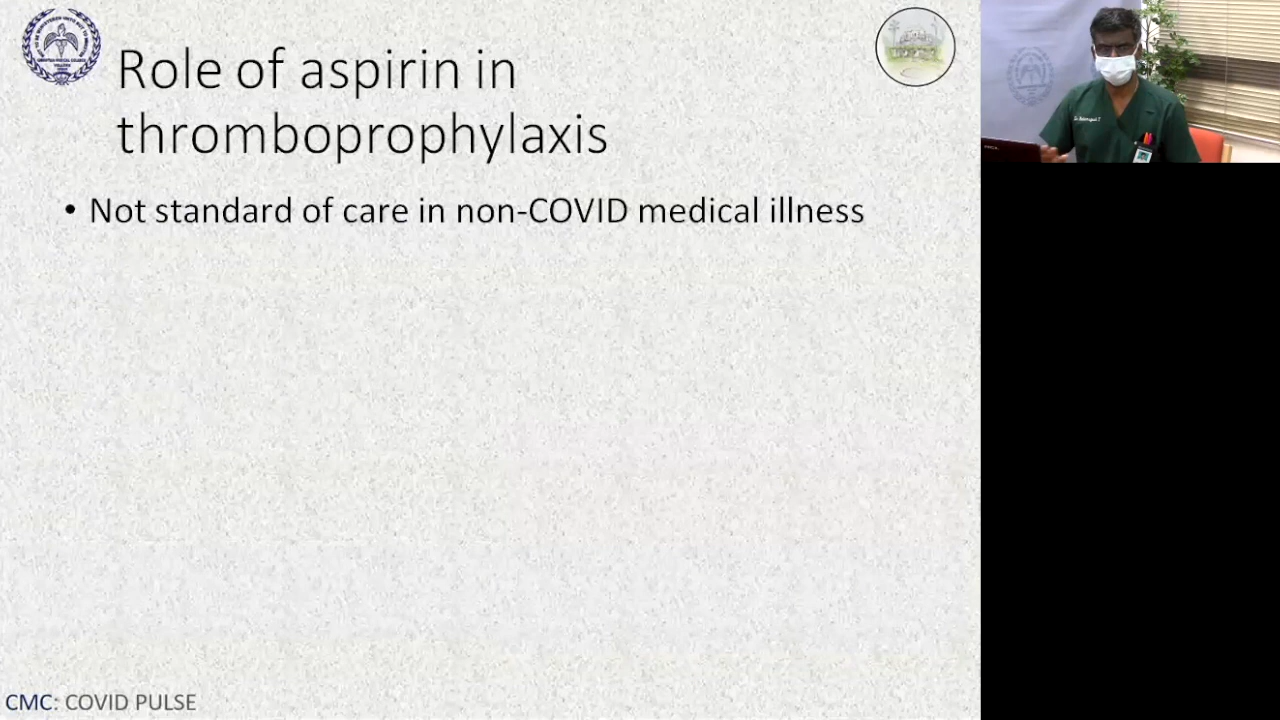 Role of aspirin in
thromboprophylaxis
• Not standard of care in non-COVID medical illness
CMC: COVID PULSE